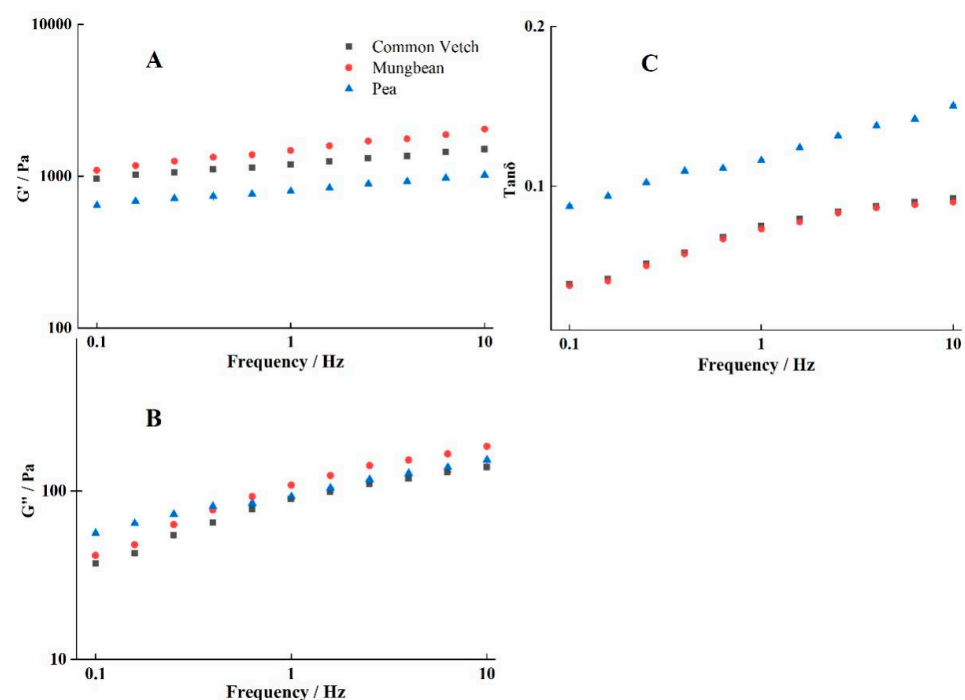 10000
1000
100
G' / Pa
A
Common Vetch
Mungbean
Pea
0.1
1
10
Frequency / Hz
0.2
0.1
Tanδ
C
0.1
1
10
Frequency / Hz
100
10
G'' / Pa
B
0.1
1
10
Frequency / Hz